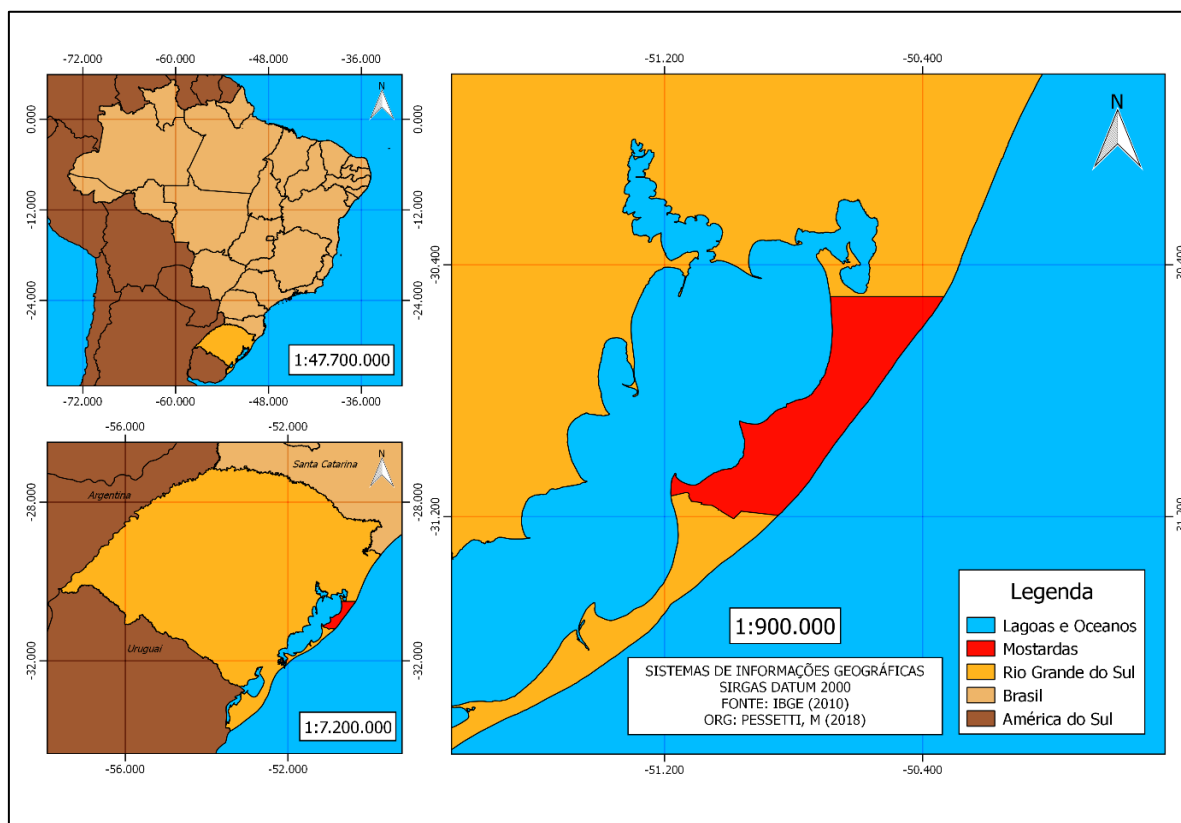 -72.000 -60.000 -48.000 -36.000
N
0.000 0.000
-12.000 -12.000
-24.000 -24.000
1:47.700.000
-72.000 -60.000 -48.000 -36.000
-56.000 -52.000
N
Santa Catarina
Argentina
-28.000 -28.000
Uruguai
-32.000 -32.000
1:7.200.000
-56.000 -52.000
-51.200 -50.400
N
-30.400 -30.400
-31.200 -31.200
1:900.000
SISTEMAS DE INFORMAÇÕES GEOGRÁFICAS
SIRGAS DATUM 2000
FONTE: IBGE (2010)
ORG: PESSETTI, M (2018)
Legenda
Lagoas e Oceanos
Mostardas
Rio Grande do Sul
Brasil
América do Sul
-51.200 -50.400